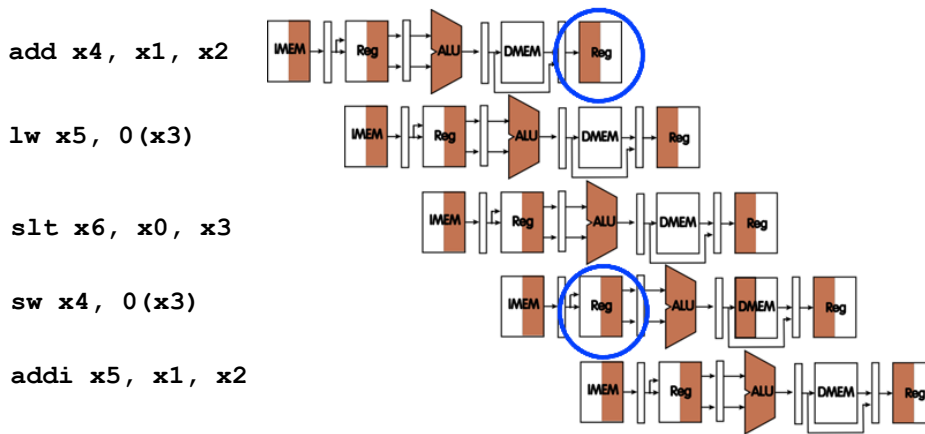 add x4, x1, x2 IMEM Reg ALU DMEM Reg
lw x5, 0(x3) IMEM Reg ALU DMEM Reg
slt x6, x0, x3 IMEM Reg ALU DMEM Reg
sw x4, 0(x3) IMEM Reg ALU DMEM Reg
addi x5, x1, x2 IMEM Reg ALU DMEM Reg